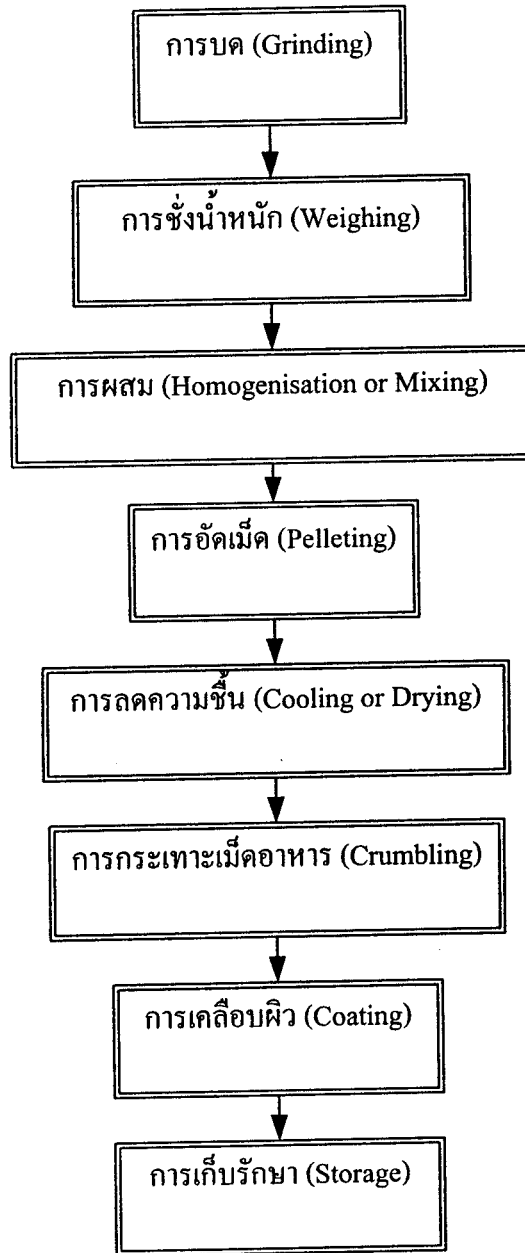 การบด (Grinding)
การชั่งน้ำหนัก (Weighing)
การผสม (Homogenisation or Mixing)
การอัดเม็ด (Pelleting)
การลดความชื้น (Cooling or Drying)
การกระเทาะเม็ดอาหาร (Crumbling)
การเคลือบผิว (Coating)
การเก็บรักษา (Storage)